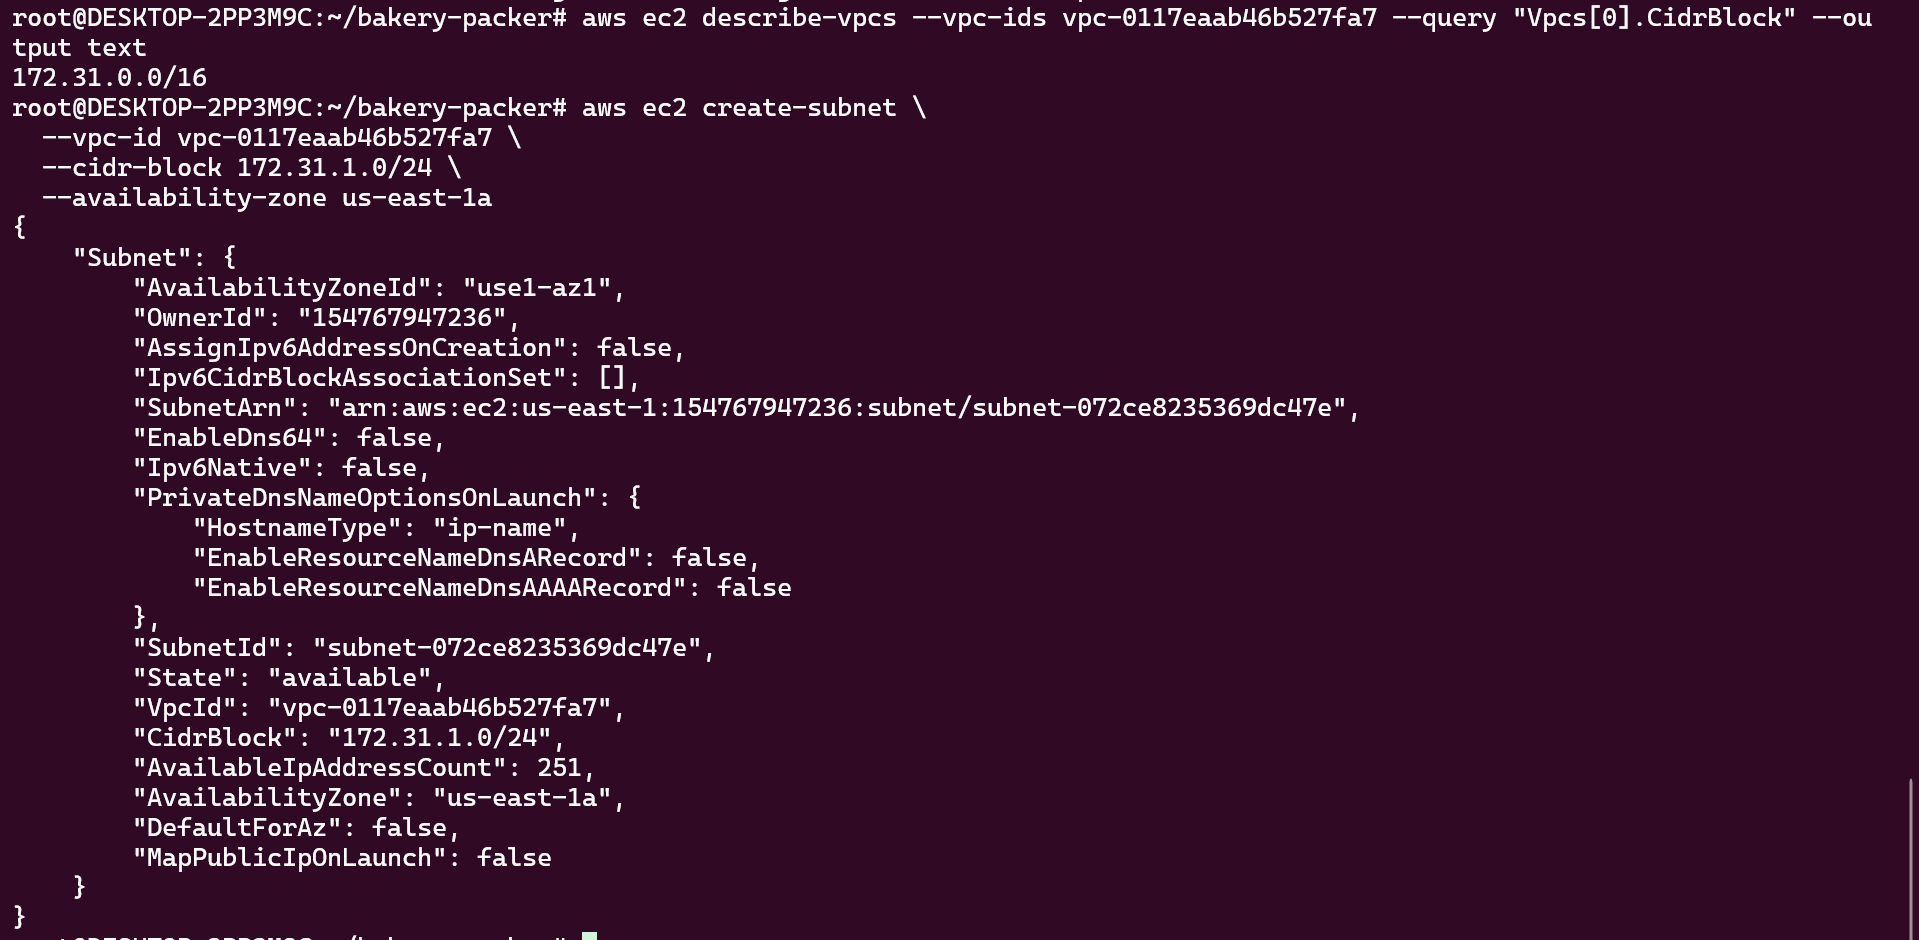 root@DESKTOP-2PP3M9C:~/bakery-packer# aws ec2 describe-vpcs --vpc-ids vpc-0117eaab46b527fa7 --query "Vpcs[0].CidrBlock" --ou
tput text
172.31.0.0/16
root@DESKTOP-2PP3M9C:~/bakery-packer# aws ec2 create-subnet \
  --vpc-id vpc-0117eaab46b527fa7 \
  --cidr-block 172.31.1.0/24 \
  --availability-zone us-east-1a
{
    "Subnet": {
        "AvailabilityZoneId": "use1-az1",
        "OwnerId": "154767947236",
        "AssignIpv6AddressOnCreation": false,
        "Ipv6CidrBlockAssociationSet": [],
        "SubnetArn": "arn:aws:ec2:us-east-1:154767947236:subnet/subnet-072ce8235369dc47e",
        "EnableDns64": false,
        "Ipv6Native": false,
        "PrivateDnsNameOptionsOnLaunch": {
            "HostnameType": "ip-name",
            "EnableResourceNameDnsARecord": false,
            "EnableResourceNameDnsAAAARecord": false
        },
        "SubnetId": "subnet-072ce8235369dc47e",
        "State": "available",
        "VpcId": "vpc-0117eaab46b527fa7",
        "CidrBlock": "172.31.1.0/24",
        "AvailableIpAddressCount": 251,
        "AvailabilityZone": "us-east-1a",
        "DefaultForAz": false,
        "MapPublicIpOnLaunch": false
    }
}